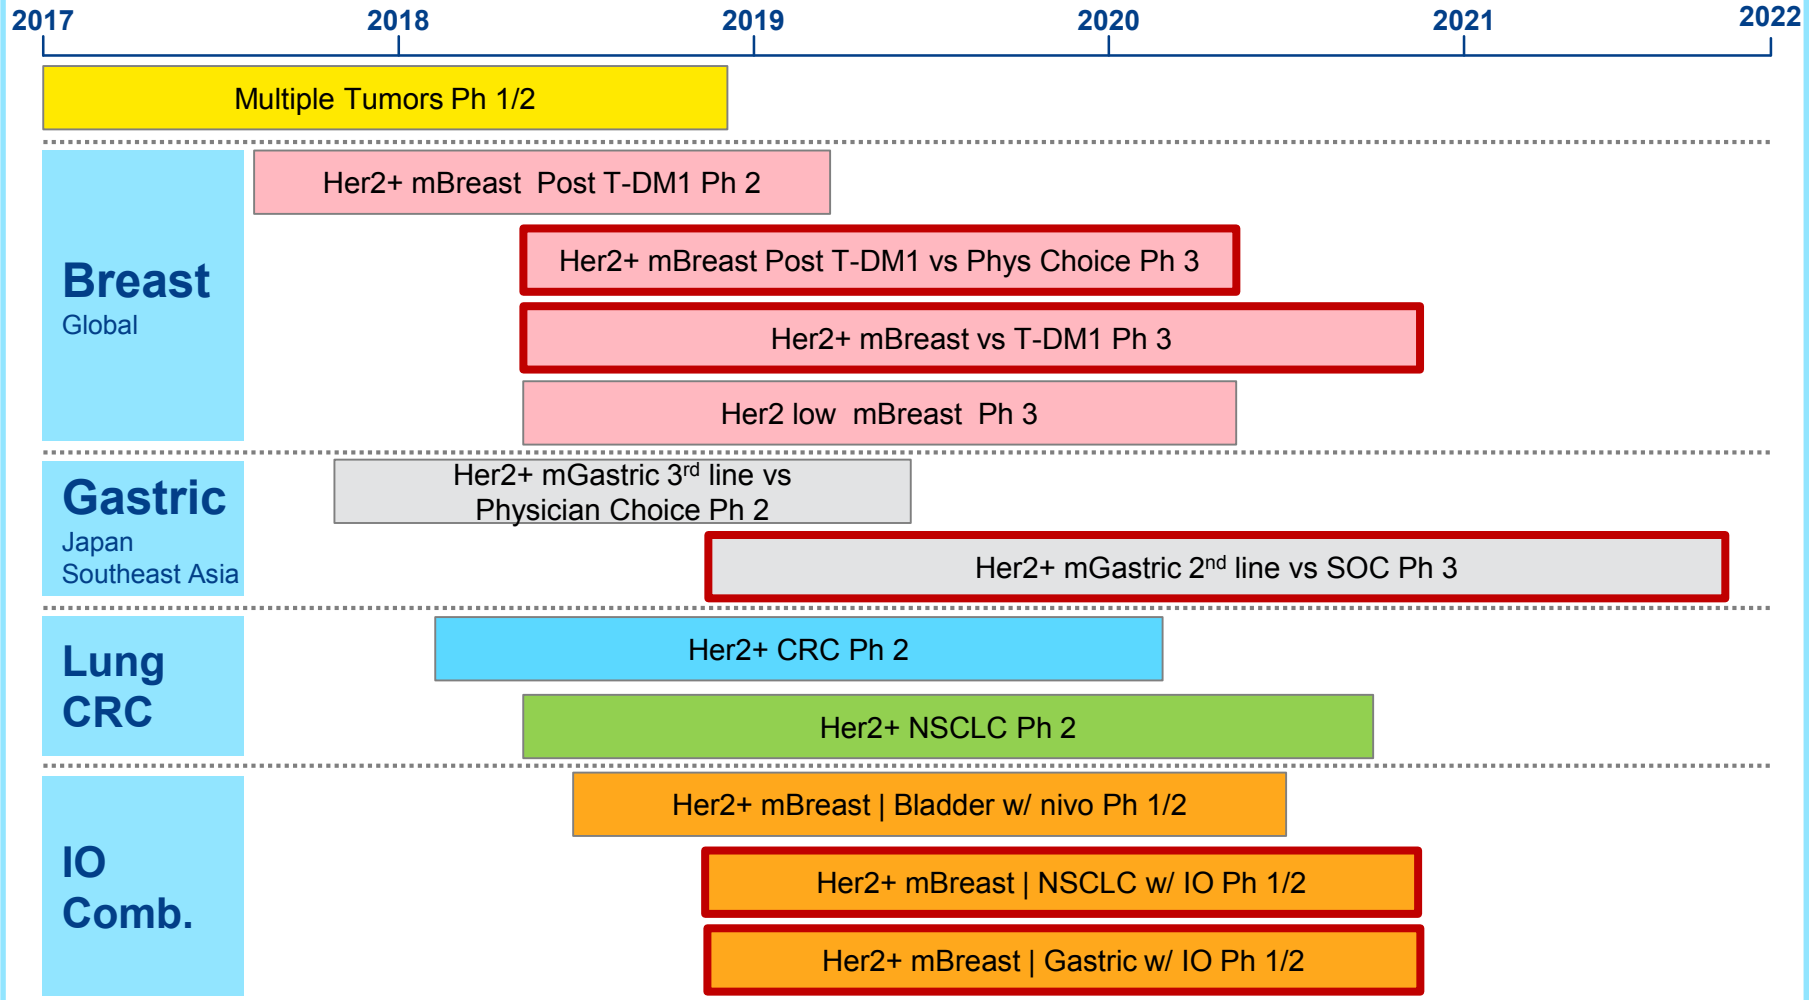 2017 2018 2019 2020 2021 2022
Multiple Tumors Ph 1/2
Breast
Global
Her2+ mBreast Post T-DM1 Ph 2
Her2+ mBreast Post T-DM1 vs Phys Choice Ph 3
Her2+ mBreast vs T-DM1 Ph 3
Her2 low mBreast Ph 3
Gastric
Japan
Southeast Asia
Her2+ mGastric 3rd line vs
Physician Choice Ph 2
Her2+ mGastric 2nd line vs SOC Ph 3
Lung
CRC
Her2+ CRC Ph 2
Her2+ NSCLC Ph 2
IO
Comb.
Her2+ mBreast | Bladder w/ nivo Ph 1/2
Her2+ mBreast | NSCLC w/ IO Ph 1/2
Her2+ mBreast | Gastric w/ IO Ph 1/2